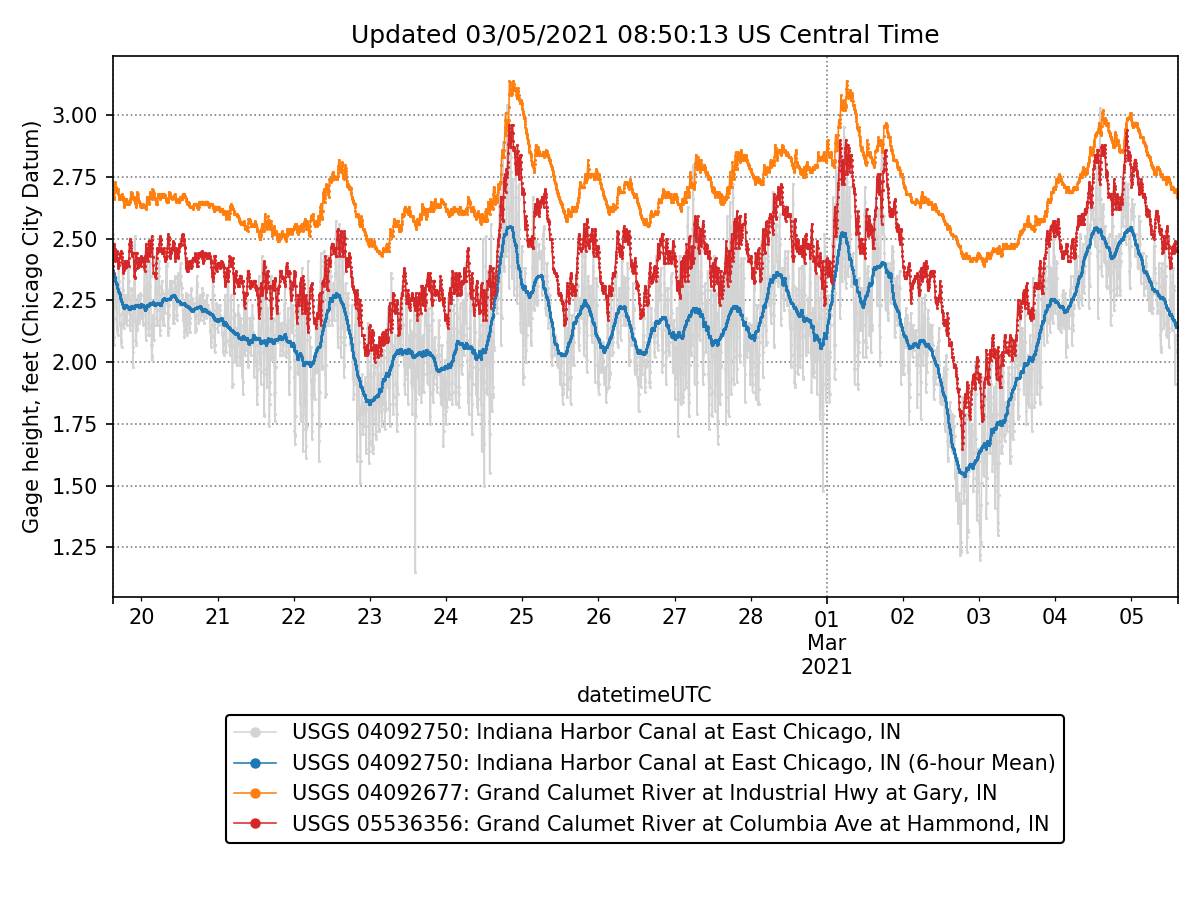 Updated 03/05/2021 08:50:13 US Central Time
Gage height, feet (Chicago City Datum)
3.00
2.75
2.50
2.25
2.00
1.75
1.50
1.25
20 21 22 23 24 25 26 27 28 01 02 03 04 05
Mar
2021
datetimeUTC
USGS 04092750: Indiana Harbor Canal at East Chicago, IN
USGS 04092750: Indiana Harbor Canal at East Chicago, IN (6-hour Mean)
USGS 04092677: Grand Calumet River at Industrial Hwy at Gary, IN
USGS 05536356: Grand Calumet River at Columbia Ave at Hammond, IN